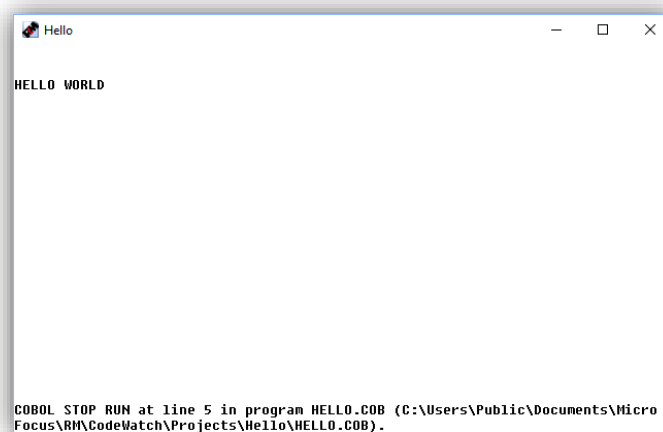 Hello
HELLO WORLD
COBOL STOP RUN at line 5 in program HELLO.COB (C:\Users\Public\Documents\Micro
Focus\RM\CodeWatch\Projects\Hello\HELLO.COB).